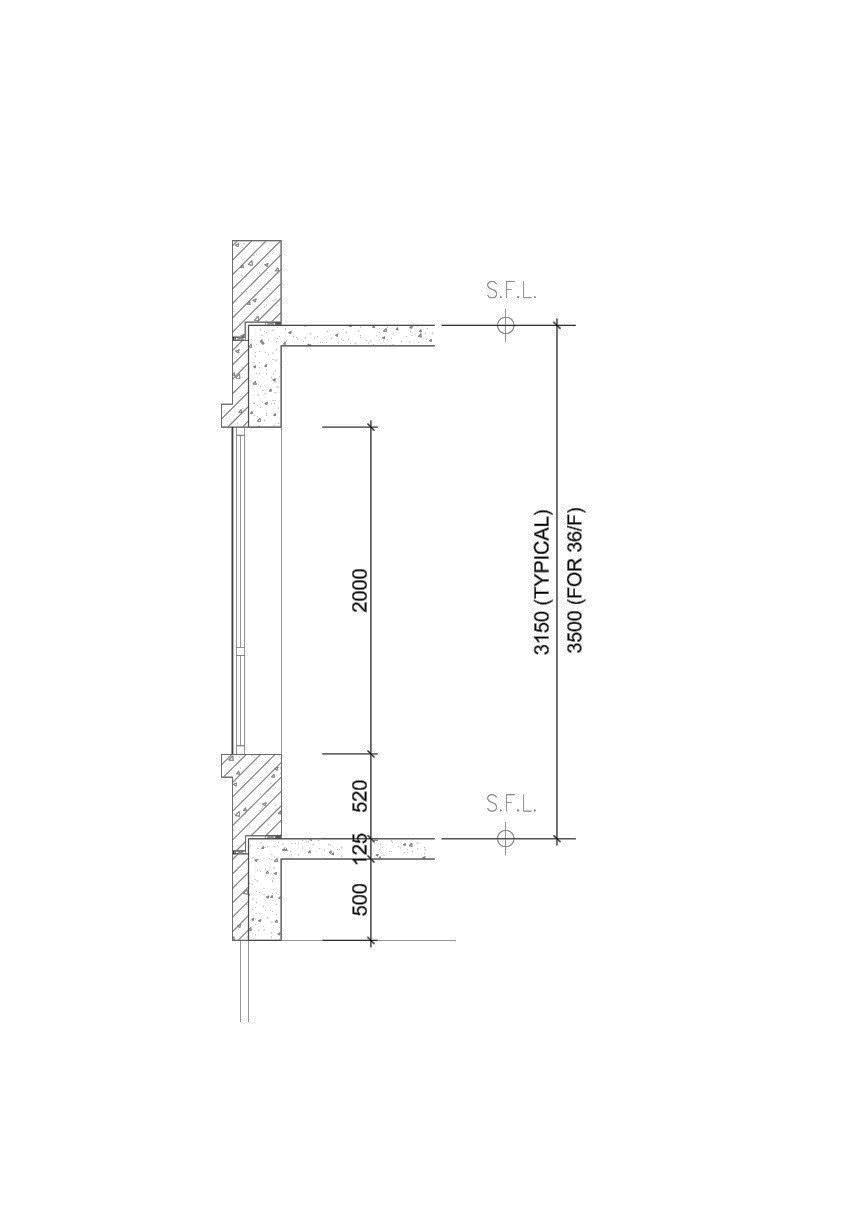 S.F.L.
2000
3150 (TYPICAL)
3500 (FOR 36/F)
520
S.F.L.
125
500